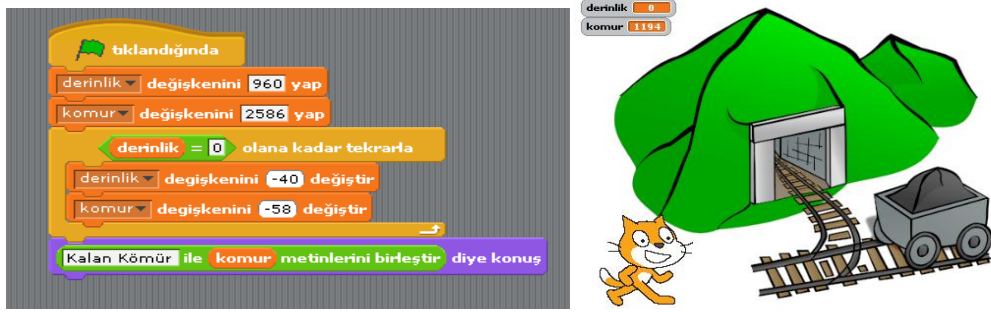 tıklandığında
derinlik değişkenini 960 yap
komur değişkenini 2586 yap
derinlik = 0 olana kadar tekrarla
derinlik degişkenini -40 değiştir
komur degişkenini -58 değiştir
Kalan Kömür ile komur metinlerini birleştir diye konuş
derinlik 0
komur 1194